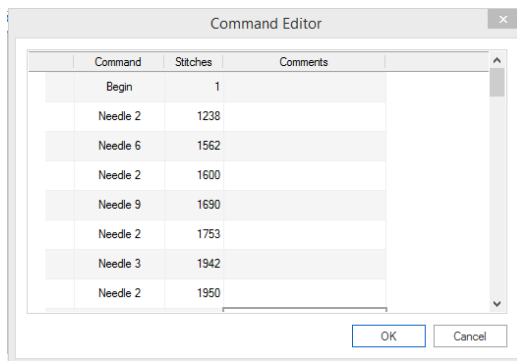 Command Editor
Command Stitches Comments
Begin 1
Needle 2 1238
Needle 6 1562
Needle 2 1600
Needle 9 1690
Needle 2 1753
Needle 3 1942
Needle 2 1950
OK Cancel